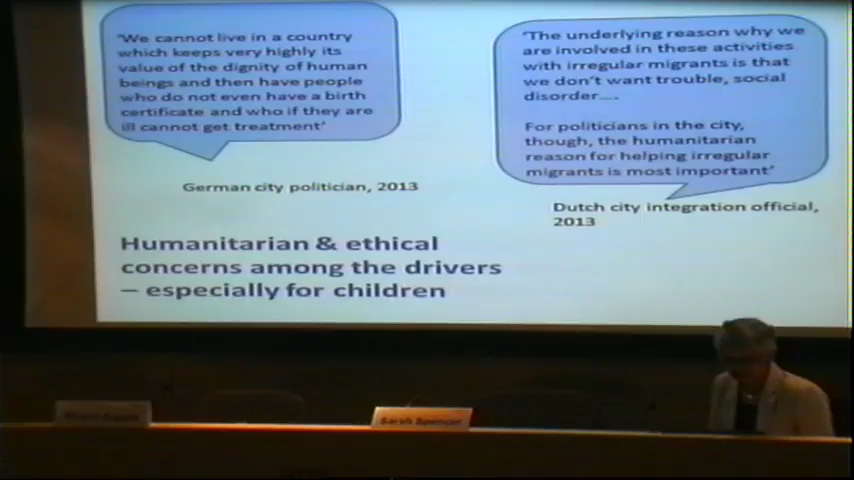 'We cannot live in a country
which keeps very highly its
value of the dignity of human
beings and then have people
who do not even have a birth
certificate and who if they are
ill cannot get treatment'
German city politician, 2013
'The underlying reason why we
are involved in these activities
with irregular migrants is that
we don't want trouble, social
disorder....
For politicians in the city,
though, the humanitarian
reason for helping irregular
migrants is most important'
Dutch city integration official,
2013
Humanitarian & ethical
concerns among the drivers
– especially for children
Sarah Spencer